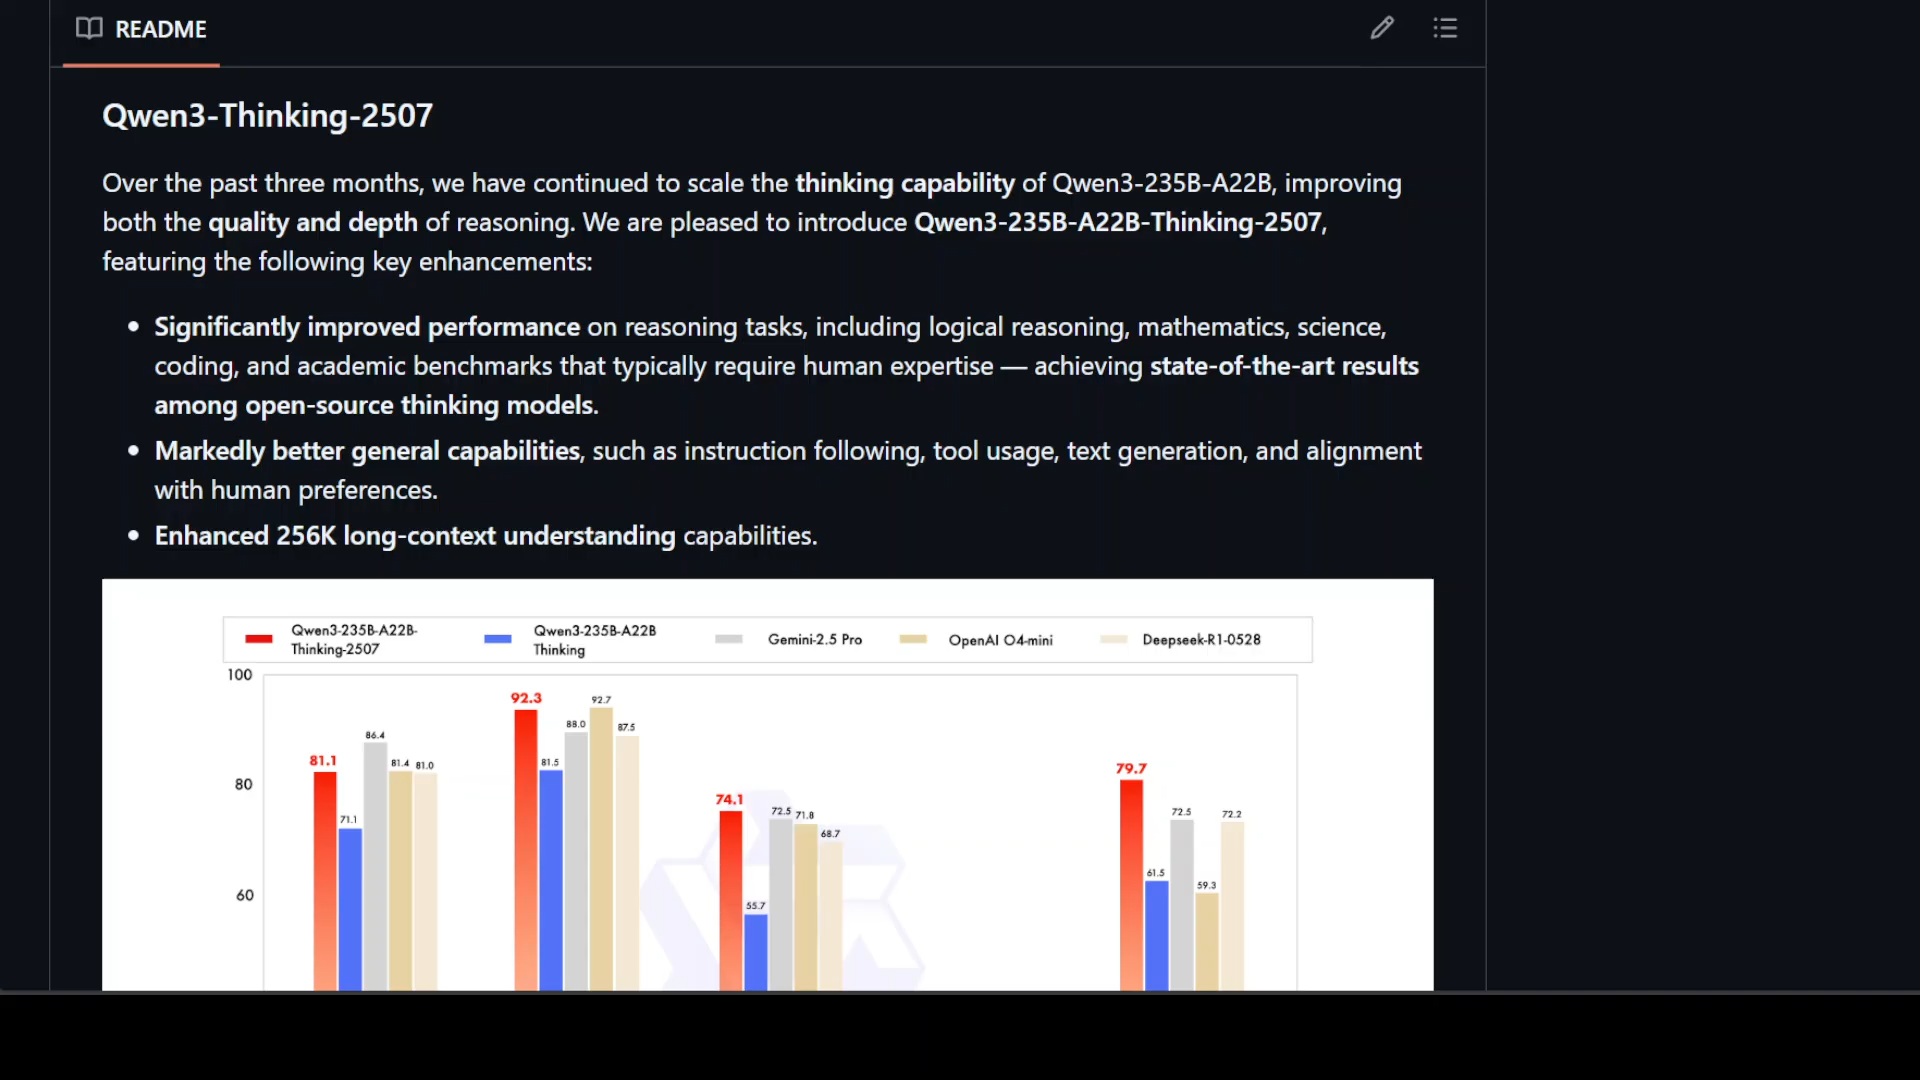 README
Qwen3-Thinking-2507
Over the past three months, we have continued to scale the thinking capability of Qwen3-235B-A22B, improving
both the quality and depth of reasoning. We are pleased to introduce Qwen3-235B-A22B-Thinking-2507,
featuring the following key enhancements:
Significantly improved performance on reasoning tasks, including logical reasoning, mathematics, science,
coding, and academic benchmarks that typically require human expertise — achieving state-of-the-art results
among open-source thinking models.
Markedly better general capabilities, such as instruction following, tool usage, text generation, and alignment
with human preferences.
Enhanced 256K long-context understanding capabilities.
Qwen3-235B-A22B-
Thinking-2507
Qwen3-235B-A22B
Thinking
Gemini-2.5 Pro
OpenAI O4-mini
Deepseek-R1-0528
100
80
60
81.1
71.1
86.4
81.4
81.0
92.3
81.5
88.0
92.7
87.5
74.1
55.7
72.5
71.8
68.7
79.7
61.5
72.5
59.3
72.2